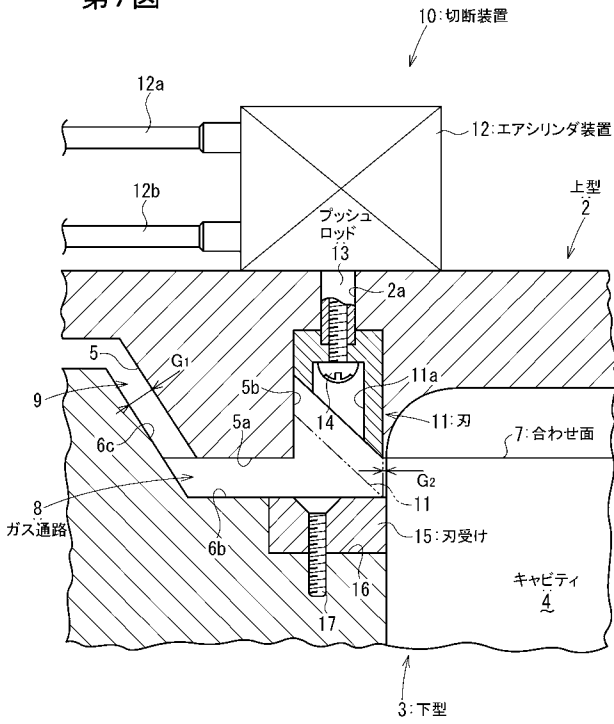 第7図
10:切断装置
12a
12:エアシリンダ装置
12b
上型
2
プッシュ
ロッド
13
2a
5
G1
9
5b
11a
14
11:刃
6c
5a
7:合わせ面
G2
8
ガス通路
11
6b
15:刃受け
16
17
キャビティ
4
3:下型